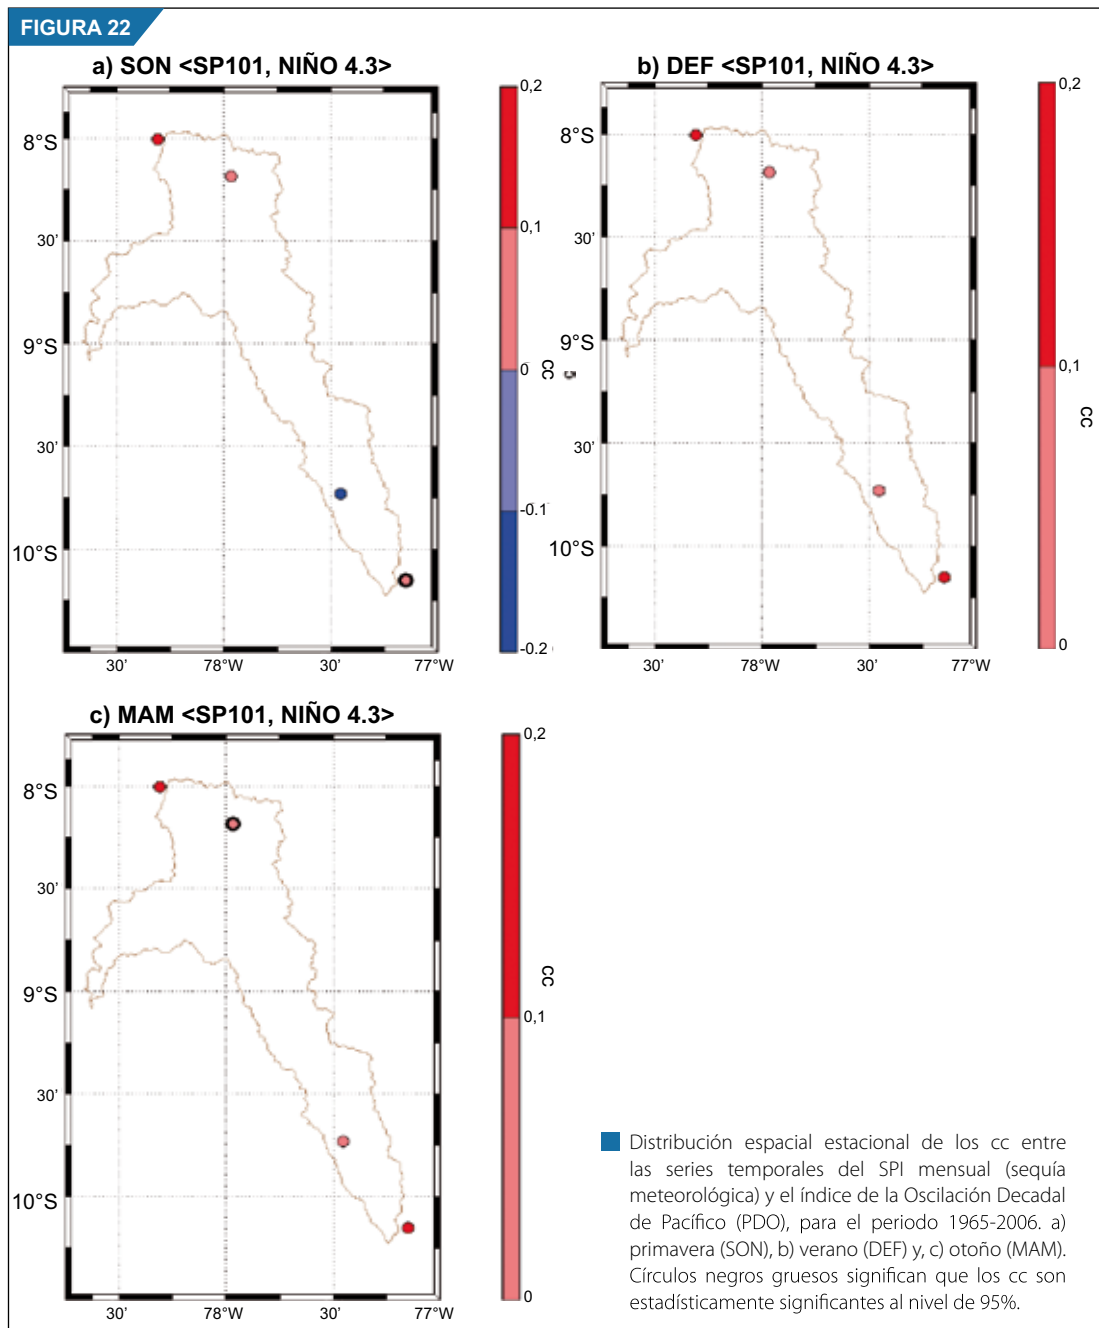 FIGURA 22
a) SON <SP101, NIÑO 4.3>
8°S
30'
9°S
30'
10°S
30'
78°W
30'
77°W
0,2
0,1
0
-0.1
-0.2
cc
b) DEF <SP101, NIÑO 4.3>
8°S
30'
9°S
30'
10°S
30'
78°W
30'
77°W
0,2
0,1
0
cc
c) MAM <SP101, NIÑO 4.3>
8°S
30'
9°S
30'
10°S
30'
78°W
30'
77°W
0,2
0,1
0
cc
Distribución espacial estacional de los cc entre
las series temporales del SPI mensual (sequía
meteorológica) y el índice de la Oscilación Decadal
de Pacífico (PDO), para el periodo 1965-2006. a)
primavera (SON), b) verano (DEF) y, c) otoño (MAM).
Círculos negros gruesos significan que los cc son
estadísticamente significantes al nivel de 95%.